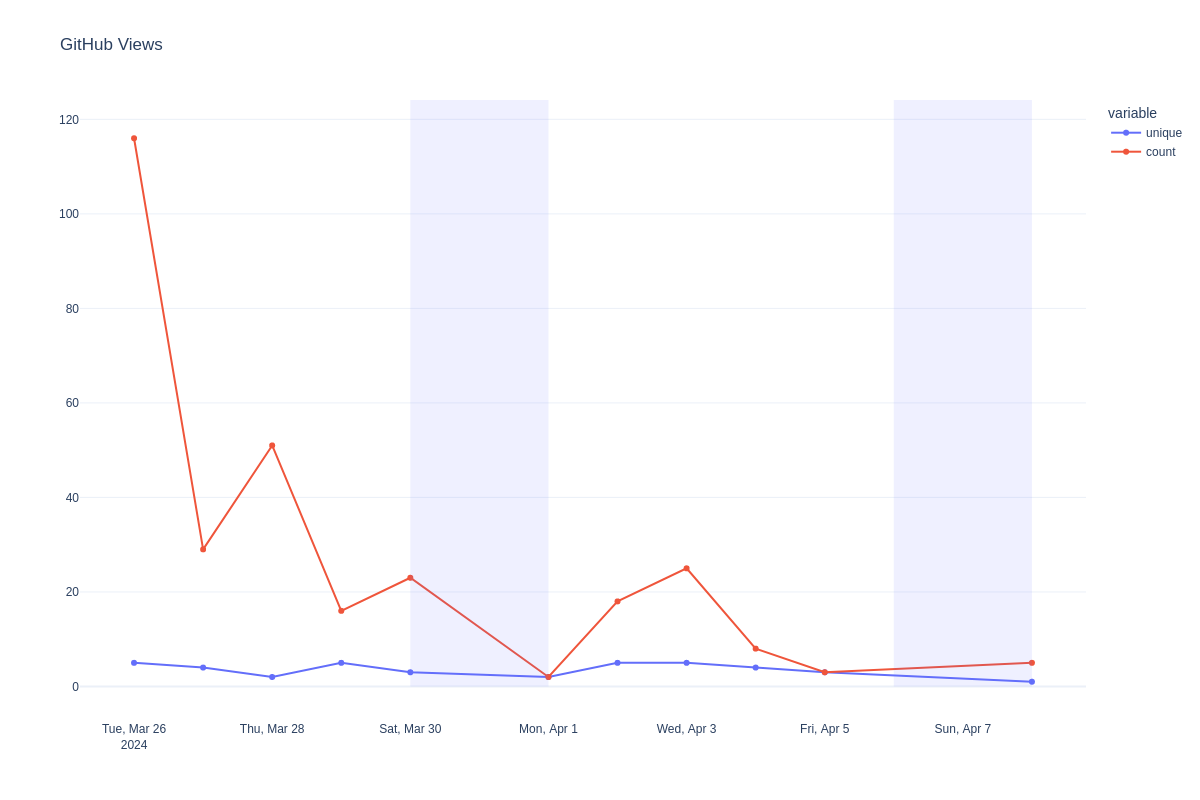 GitHub Views
120
100
80
60
40
20
0
Tue, Mar 26
2024
Thu, Mar 28
Sat, Mar 30
Mon, Apr 1
Wed, Apr 3
Fri, Apr 5
Sun, Apr 7
variable
unique
count